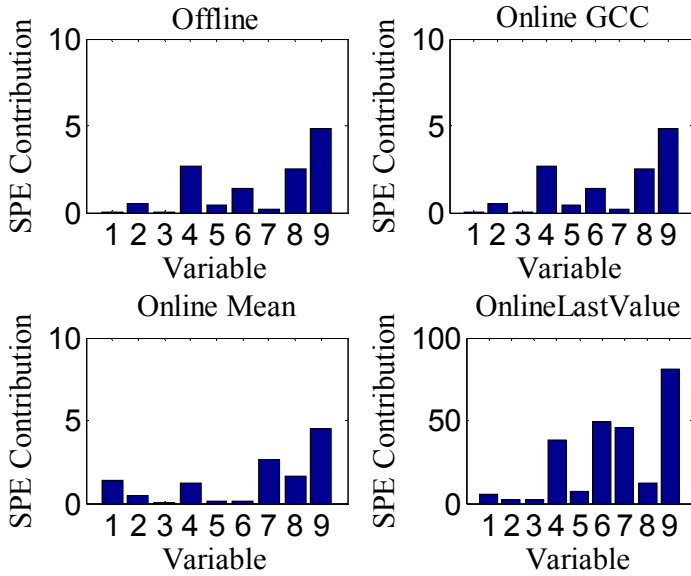 Offline
10
5
0
SPE Contribution
1 2 3 4 5 6 7 8 9
Variable
Online GCC
10
5
0
SPE Contribution
1 2 3 4 5 6 7 8 9
Variable
Online Mean
10
5
0
SPE Contribution
1 2 3 4 5 6 7 8 9
Variable
OnlineLastValue
100
50
0
SPE Contribution
1 2 3 4 5 6 7 8 9
Variable